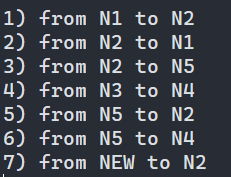 1) from N1 to N2
2) from N2 to N1
3) from N2 to N5
4) from N3 to N4
5) from N5 to N2
6) from N5 to N4
7) from NEW to N2